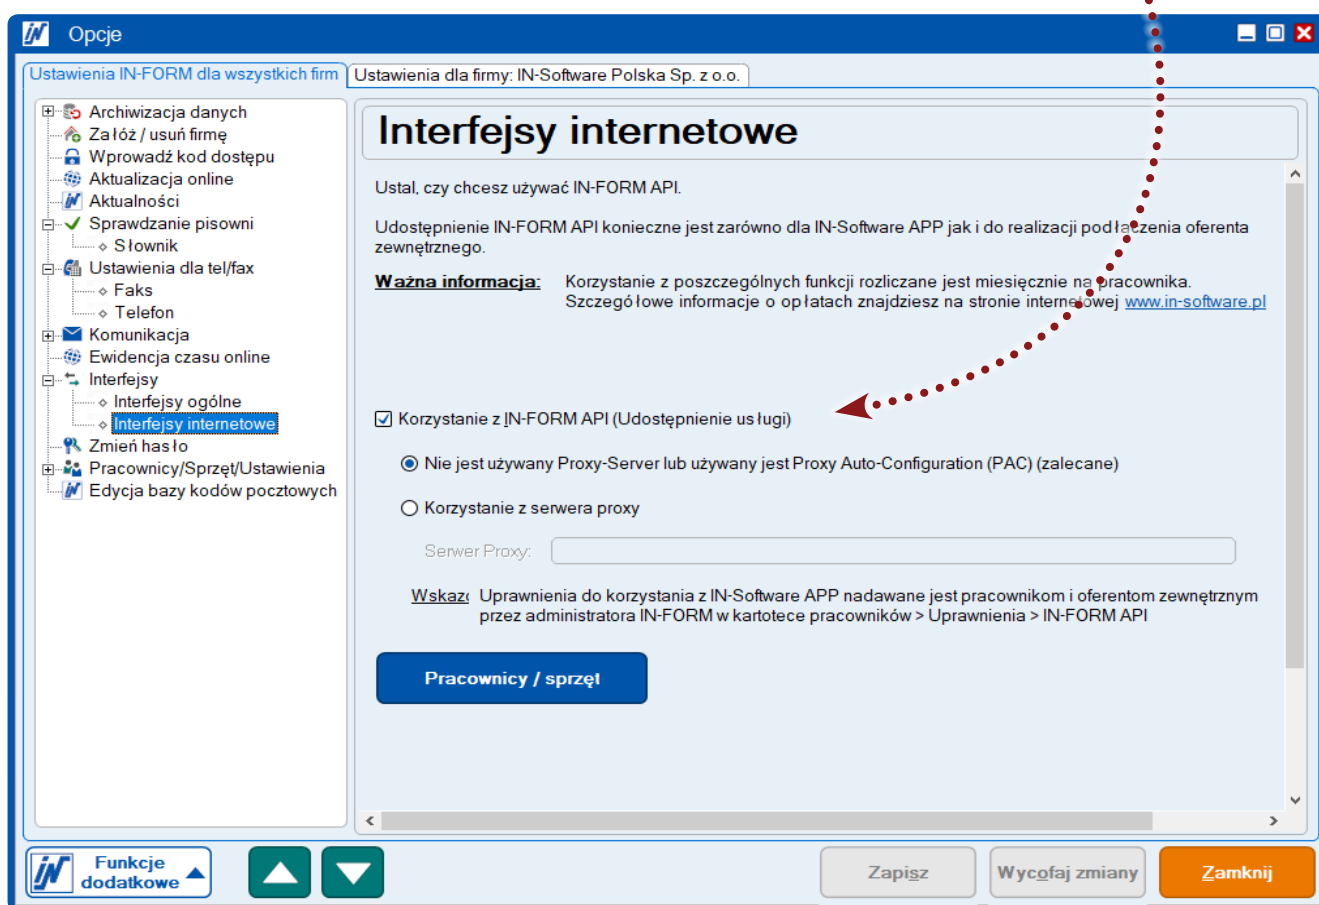 Opcje
Ustawienia IN-FORM dla wszystkich firm
Ustawienia dla firmy: IN-Software Polska Sp. z o.o.
Archiwizacja danych
Załóż / usuń firmę
Wprowadź kod dostępu
Aktualizacja online
Aktualności
Sprawdzanie pisowni
Słownik
Ustawienia dla tel/fax
Faks
Telefon
Komunikacja
Ewidencja czasu online
Interfejsy
Interfejsy ogólne
Interfejsy internetowe
Zmień hasło
Pracownicy/Sprzęt/Ustawienia
Edycja bazy kodów pocztowych
Interfejsy internetowe
Ustal, czy chcesz używać IN-FORM API.
Udostępnienie IN-FORM API konieczne jest zarówno dla IN-Software APP jak i do realizacji podłączenia oferenta
zewnętrznego.
Ważna informacja: Korzystanie z poszczególnych funkcji rozliczane jest miesięcznie na pracownika.
Szczegółowe informacje o opłatach znajdziesz na stronie internetowej www.in-software.pl
Korzystanie z IN-FORM API (Udostępnienie usługi)
Nie jest używany Proxy-Server lub używany jest Proxy Auto-Configuration (PAC) (zalecane)
Korzystanie z serwera proxy
Serwer Proxy:
Wskazó Uprawnienia do korzystania z IN-Software APP nadawane jest pracownikom i oferentom zewnętrznym
przez administratora IN-FORM w kartotece pracowników > Uprawnienia > IN-FORM API
Pracownicy / sprzęt
Funkcje
dodatkowe
Zapisz
Wycofaj zmiany
Zamknij